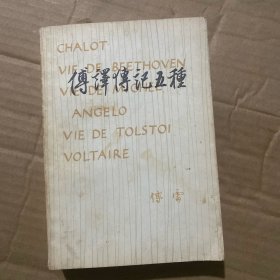 CHALOT
VIE DE BEETHOVEN
傅譯傳記五種
ANGELO
VIE DE TOLSTOI
VOLTAIRE
傅雷